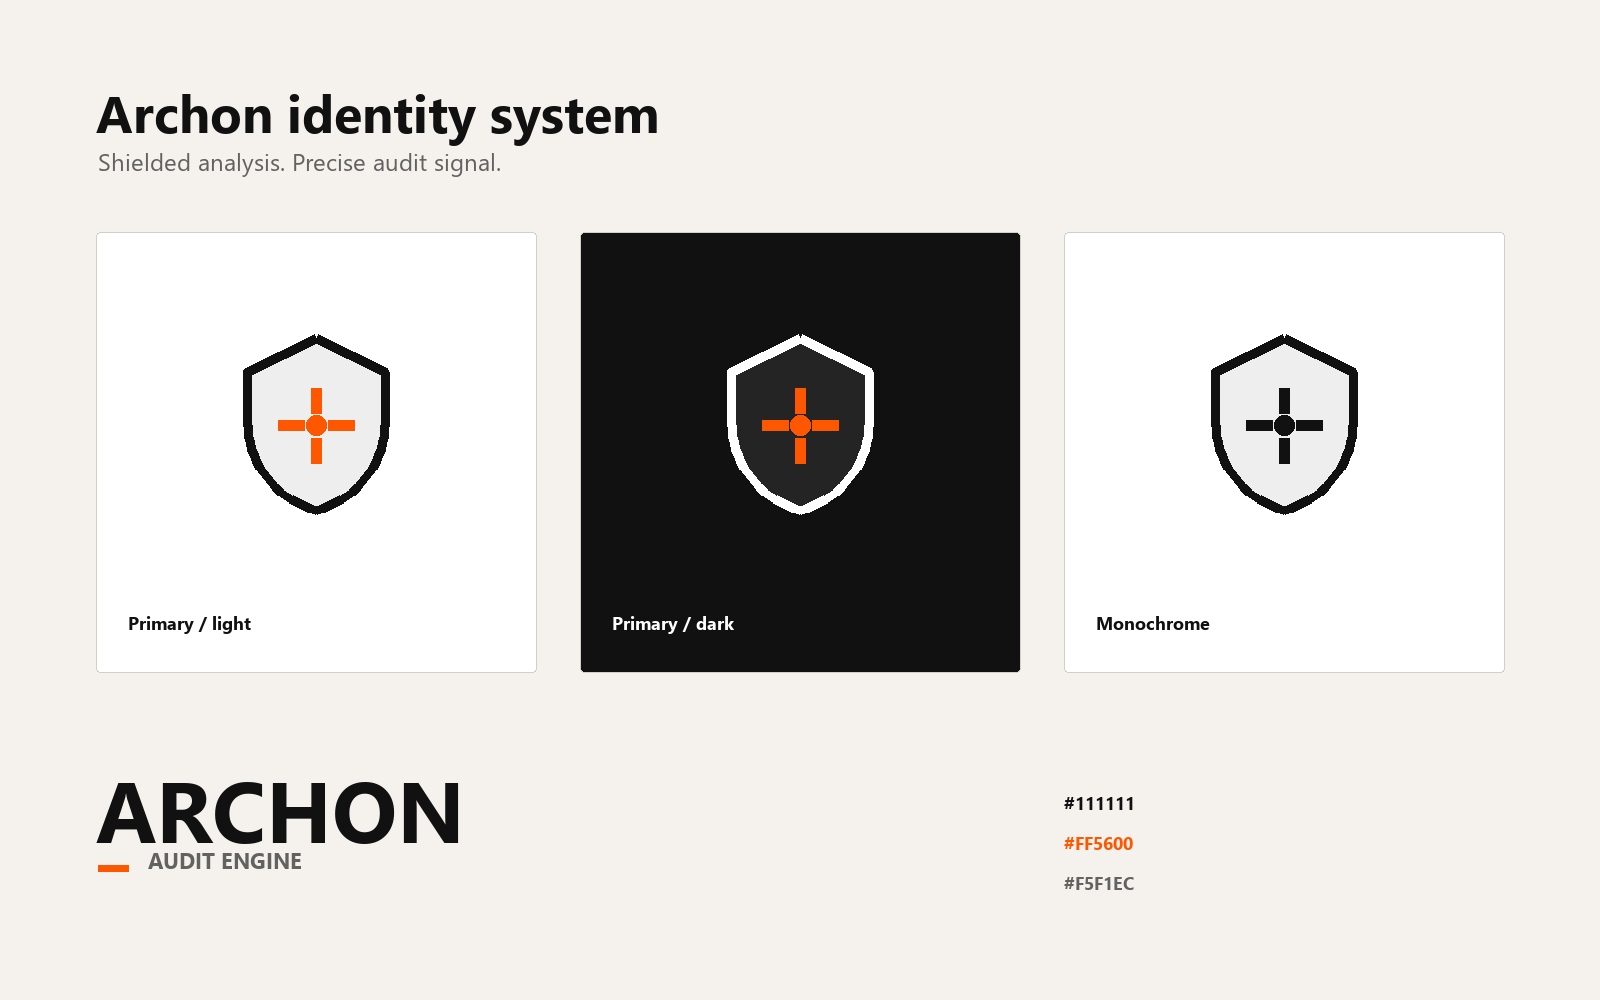 Archon identity system
Shielded analysis. Precise audit signal.
Primary / light
Primary / dark
Monochrome
ARCHON
AUDIT ENGINE
#111111
#FF5600
#F5F1EC